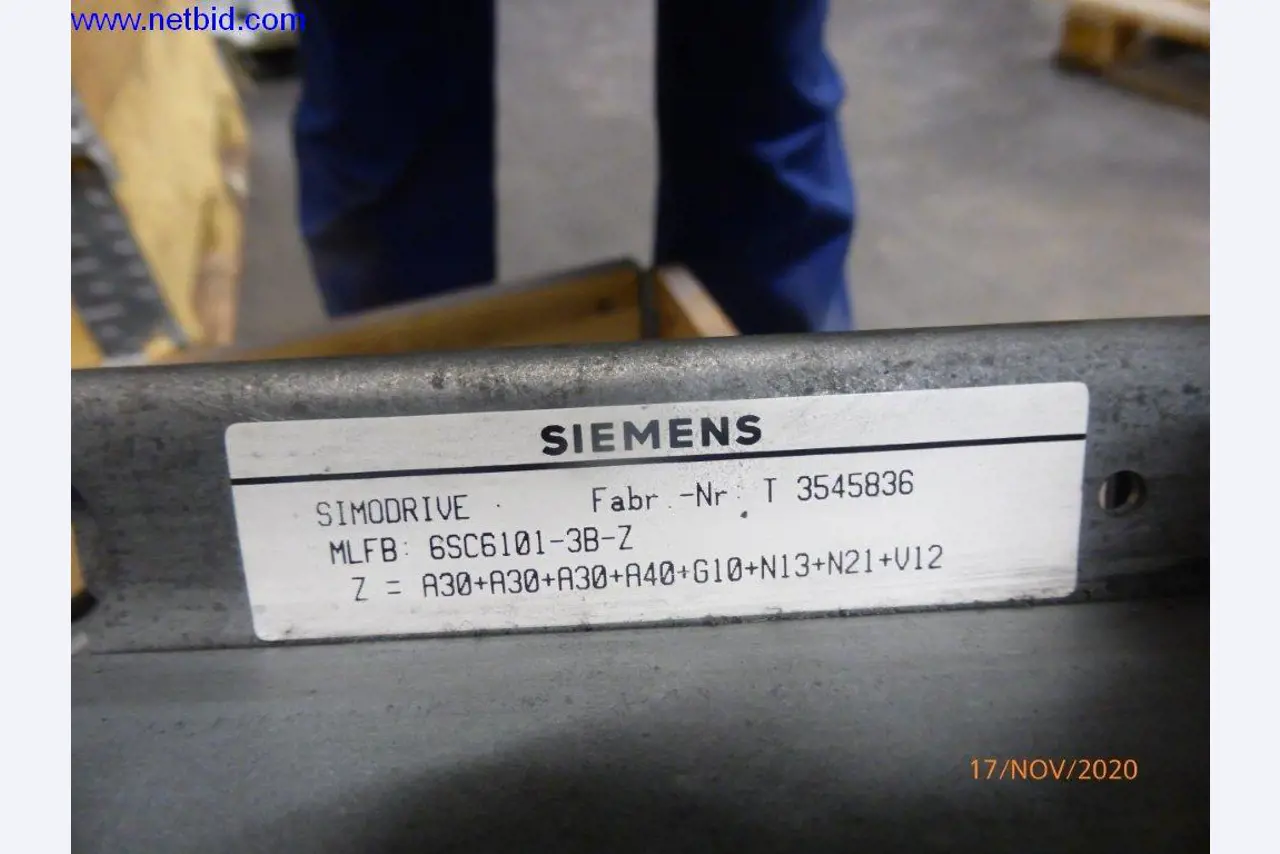 www.netbid.com
SIEMENS
SIMODRIVE Fabr.-Nr: T 3545836
MLFB: 6SC6101-3B-Z
Z = A30+A30+A30+A40+G10+N13+N21+V12
17/NOV/2020